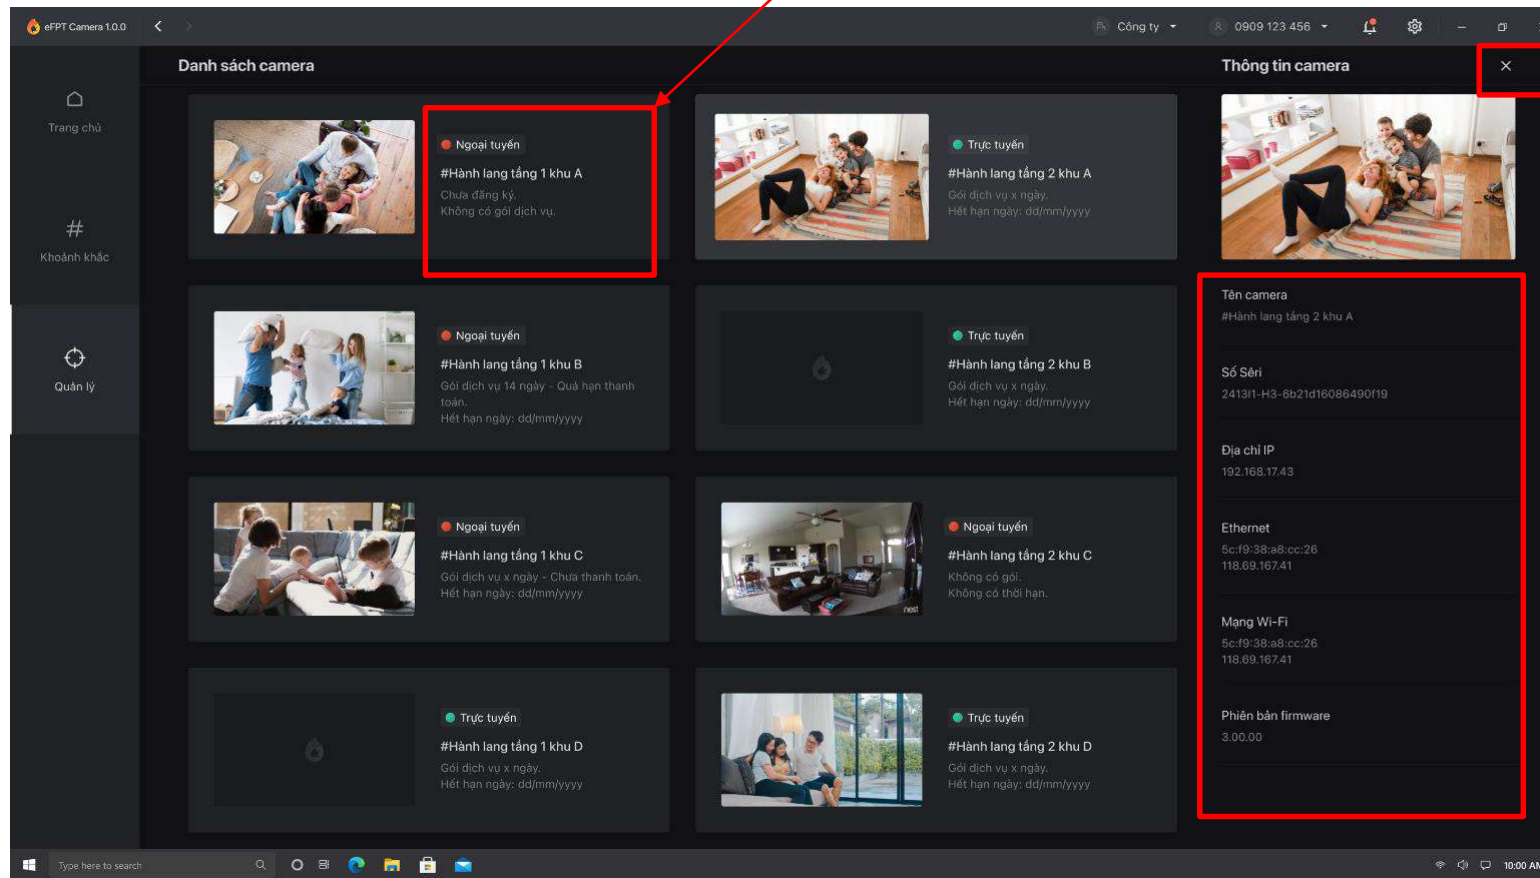 eFPT Camera 1.0.0
Công ty
0909 123 456
Danh sách camera
Thông tin camera
Trang chủ
Khoảnh khắc
Quản lý
Ngoại tuyến
#Hành lang tầng 1 khu A
Chưa đăng ký.
Không có gói dịch vụ.
Trực tuyến
#Hành lang tầng 2 khu A
Gói dịch vụ x ngày.
Hết hạn ngày: dd/mm/yyyy
Ngoại tuyến
#Hành lang tầng 1 khu B
Gói dịch vụ 14 ngày - Quá hạn thanh
toán.
Hết hạn ngày: dd/mm/yyyy
Trực tuyến
#Hành lang tầng 2 khu B
Gói dịch vụ x ngày.
Hết hạn ngày: dd/mm/yyyy
Ngoại tuyến
#Hành lang tầng 1 khu C
Gói dịch vụ x ngày - Chưa thanh toán.
Hết hạn ngày: dd/mm/yyyy
nest
Ngoại tuyến
#Hành lang tầng 2 khu C
Không có gói.
Không có thời hạn.
Trực tuyến
#Hành lang tầng 1 khu D
Gói dịch vụ x ngày.
Hết hạn ngày: dd/mm/yyyy
Trực tuyến
#Hành lang tầng 2 khu D
Gói dịch vụ x ngày.
Hết hạn ngày: dd/mm/yyyy
Tên camera
#Hành lang tầng 2 khu A
Số Sêri
Địa chỉ IP
192.168.17.43
Ethernet
5c:f9:38:a8:cc:26
118.69.167.41
Mạng Wi-Fi
5c:f9:38:a8:cc:26
118.69.167.41
Phiên bản firmware
3.00.00
Type here to search
10:00 AM